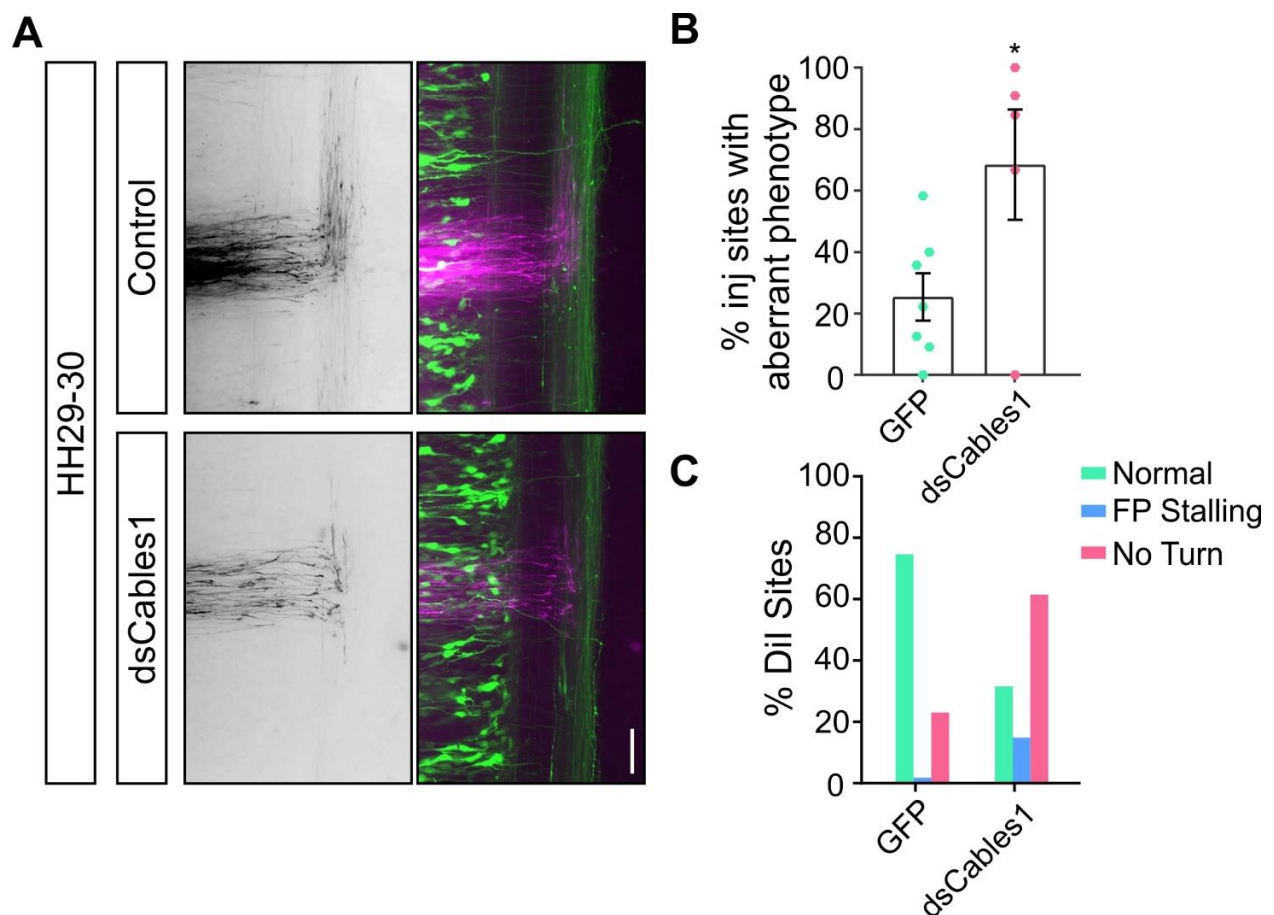 A
HH29-30
Control
dsCables1
B
% inj sites with
aberrant phenotype
100
80
60
40
20
0
*
GFP
dsCables1
C
% DiI Sites
100
80
60
40
20
0
GFP
dsCables1
Normal
FP Stalling
No Turn